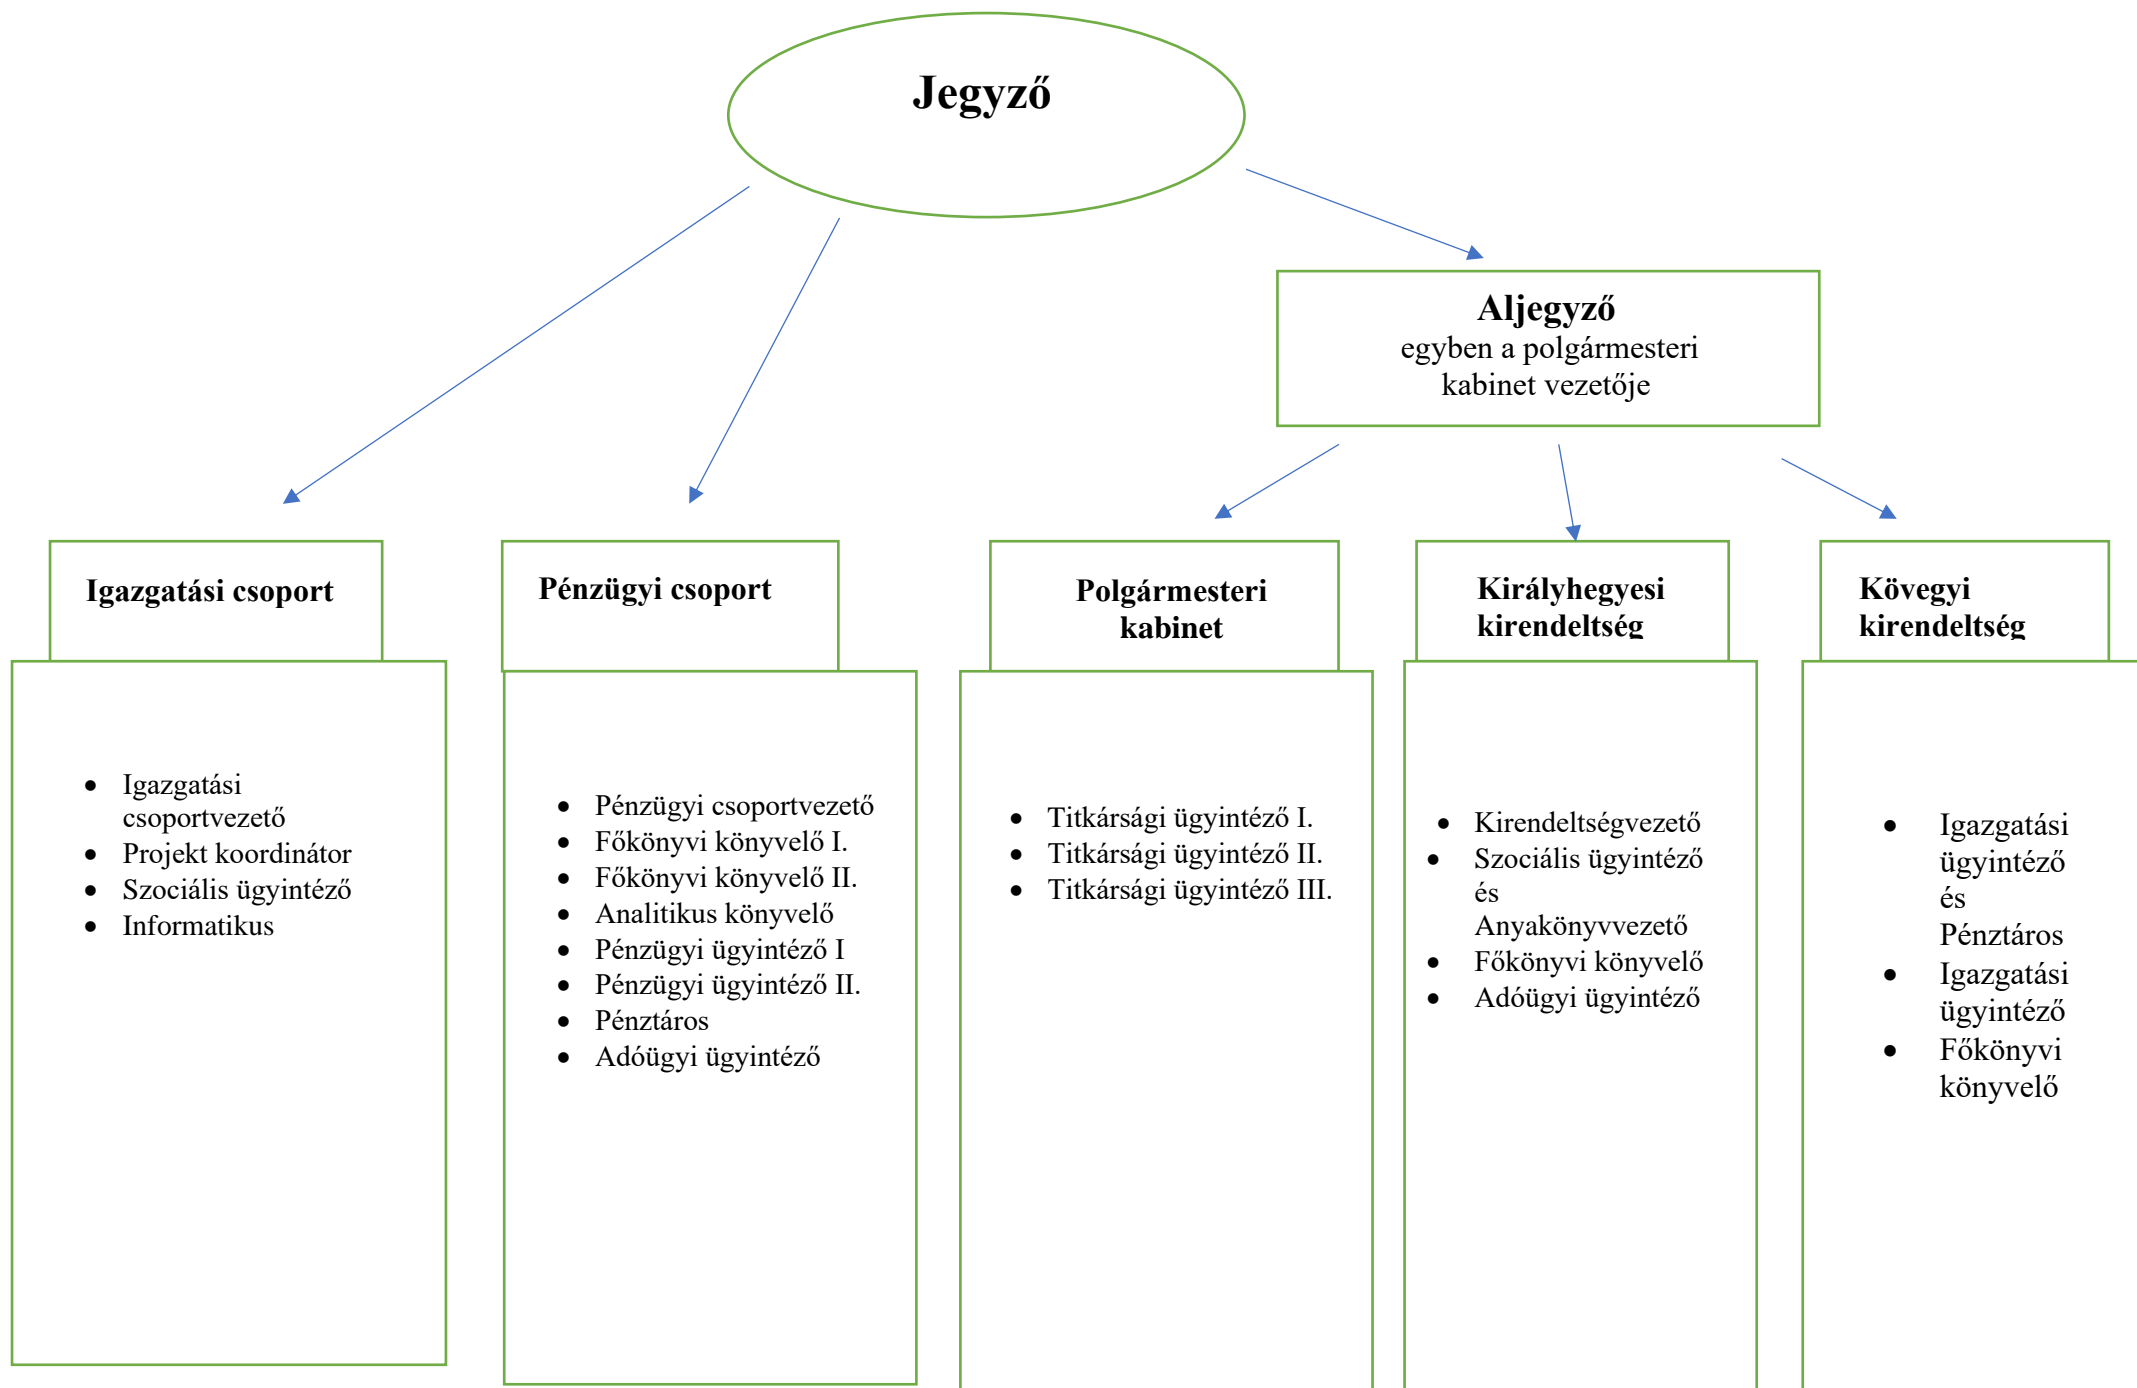 Jegyző
Aljegyző
egyben a polgármesteri
kabinet vezetője
Igazgatási csoport
Pénzügyi csoport
Polgármesteri
kabinet
Királyhegyesi
kirendeltség
Kövegyi
kirendeltség
• Igazgatási
csoportvezető
• Projekt koordinátor
• Szociális ügyintéző
• Informatikus
• Pénzügyi csoportvezető
• Főkönyvi könyvelő I.
• Főkönyvi könyvelő II.
• Analitikus könyvelő
• Pénzügyi ügyintéző I
• Pénzügyi ügyintéző II.
• Pénztáros
• Adóügyi ügyintéző
• Titkársági ügyintéző I.
• Titkársági ügyintéző II.
• Titkársági ügyintéző III.
• Kirendeltségvezető
• Szociális ügyintéző
és
Anyakönyvvezető
• Főkönyvi könyvelő
• Adóügyi ügyintéző
• Igazgatási
ügyintéző
és
Pénztáros
• Igazgatási
ügyintéző
• Főkönyvi
könyvelő